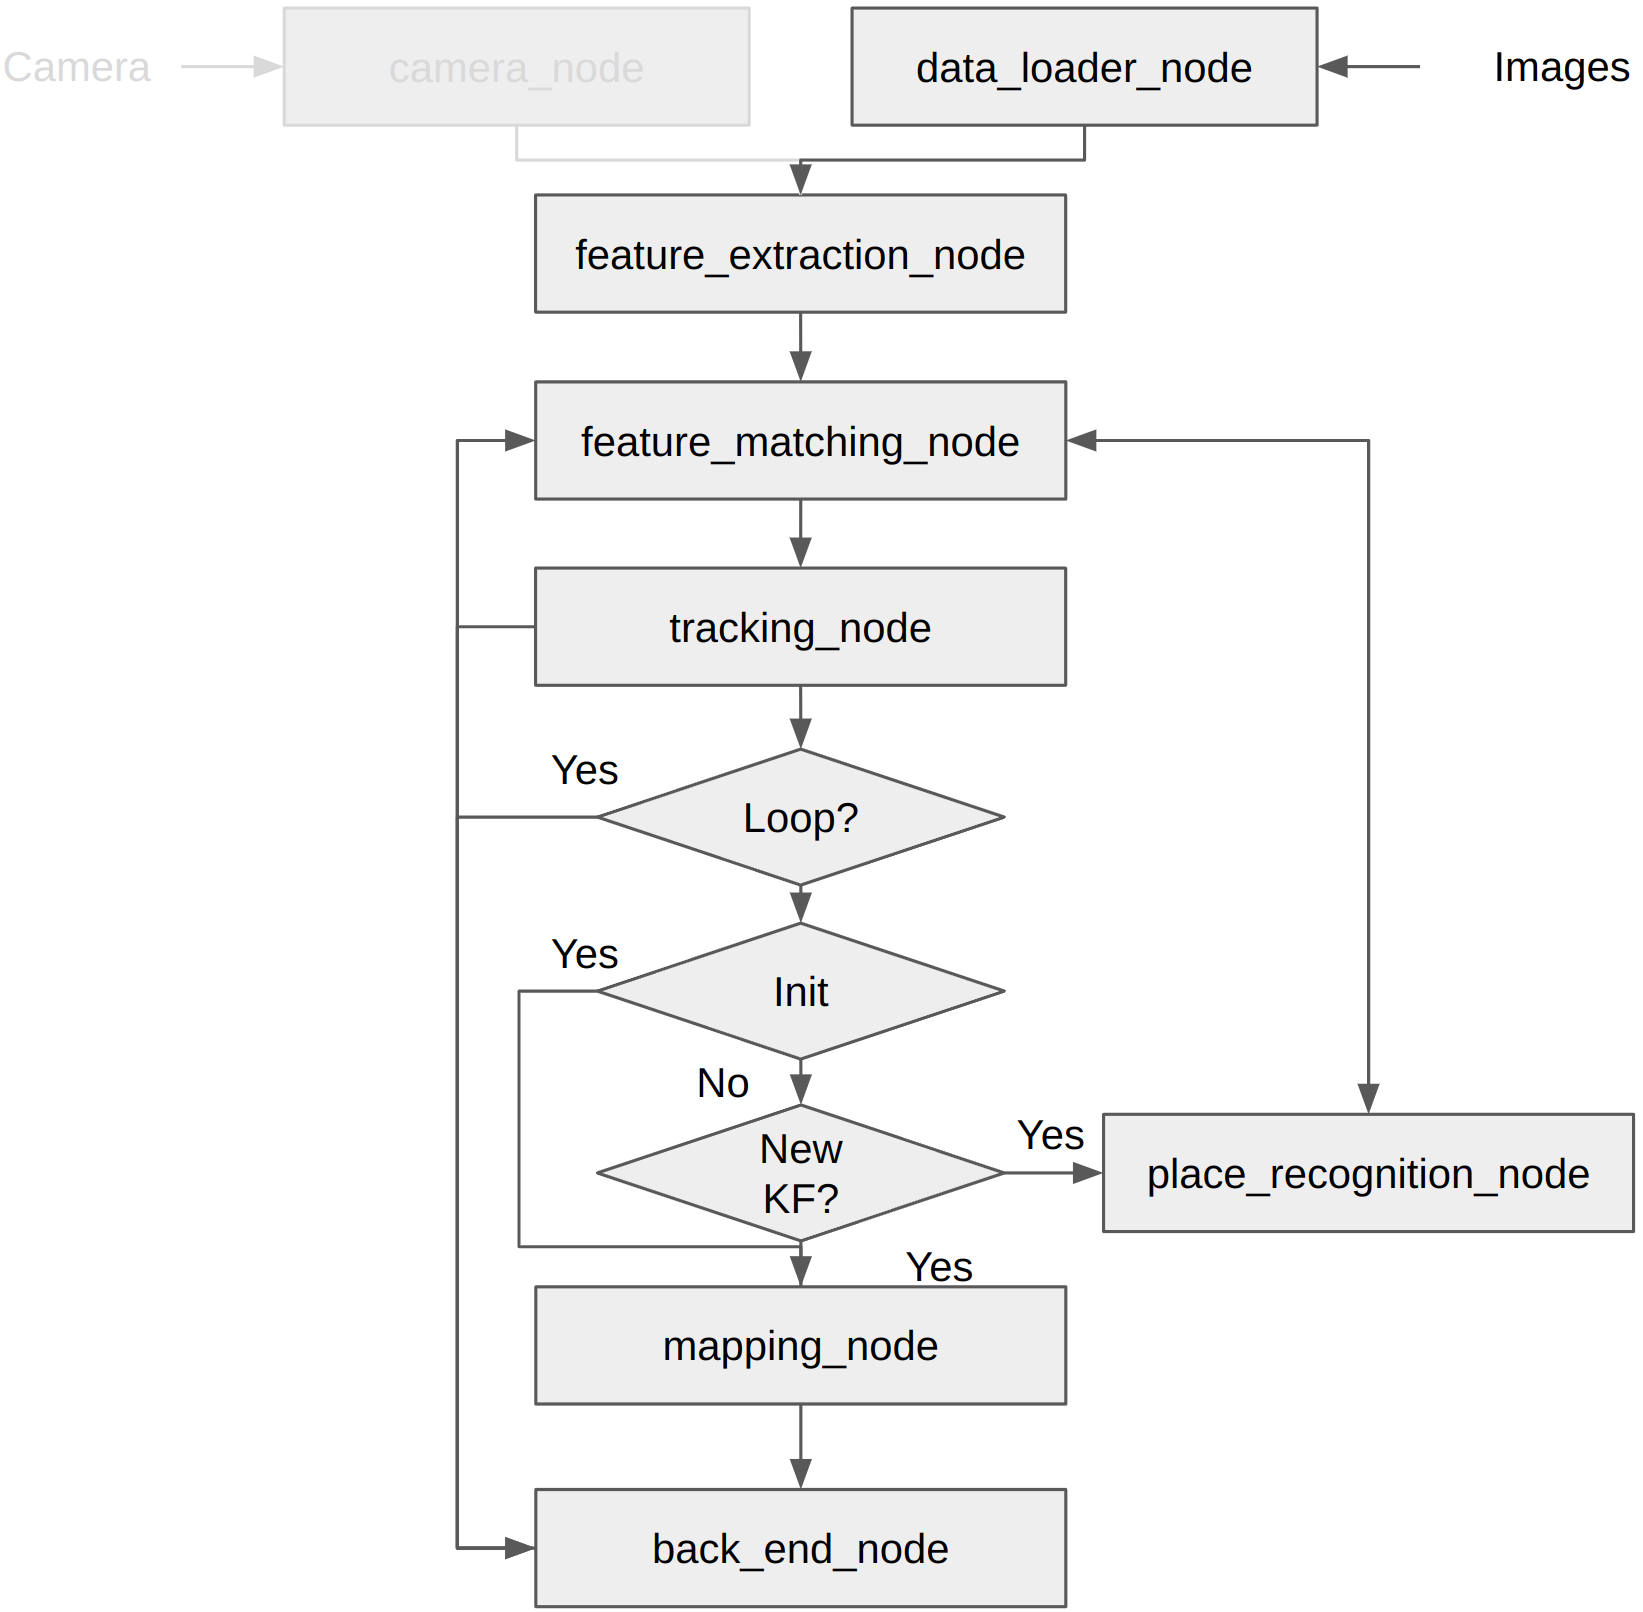 Camera
camera_node
data_loader_node
Images
feature_extraction_node
feature_matching_node
tracking_node
Yes
Loop?
Yes
Init
No
New
KF?
Yes
place_recognition_node
Yes
mapping_node
back_end_node